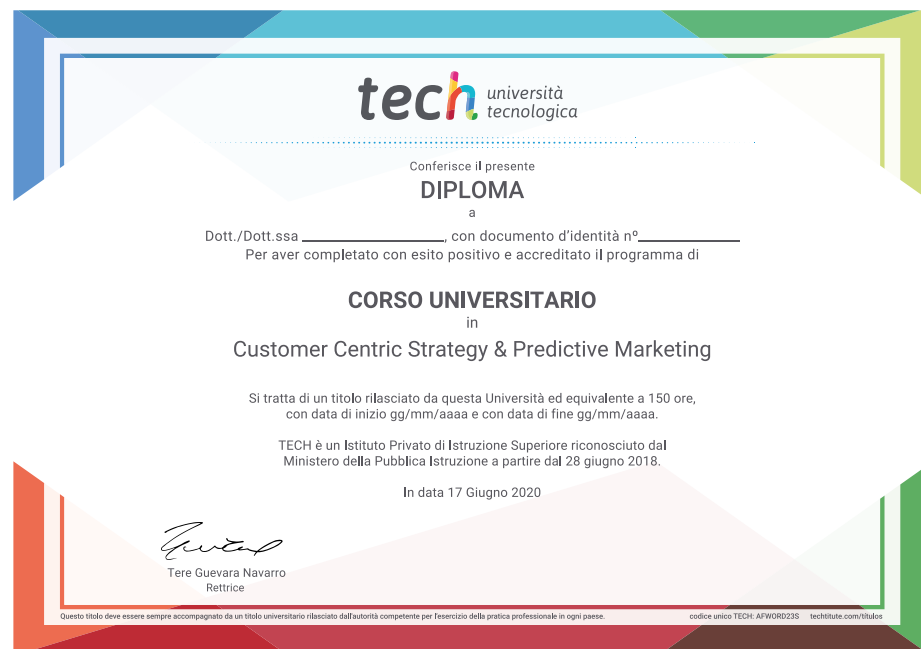 tech università
tecnologica
Conferisce il presente
DIPLOMA
a
Dott./Dott.ssa ____________________, con documento d'identità nº______________
Per aver completato con esito positivo e accreditato il programma di
CORSO UNIVERSITARIO
in
Customer Centric Strategy & Predictive Marketing
Si tratta di un titolo rilasciato da questa Università ed equivalente a 150 ore,
con data di inizio gg/mm/aaaa e con data di fine gg/mm/aaaa.
TECH è un Istituto Privato di Istruzione Superiore riconosciuto dal
Ministero della Pubblica Istruzione a partire dal 28 giugno 2018.
In data 17 Giugno 2020
Tere Guevara Navarro
Rettrice
Questo titolo deve essere sempre accompagnato da un titolo universitario rilasciato dall'autorità competente per l'esercizio della pratica professionale in ogni paese. codice unico TECH: AFWORD23S techtitute.com/titulos